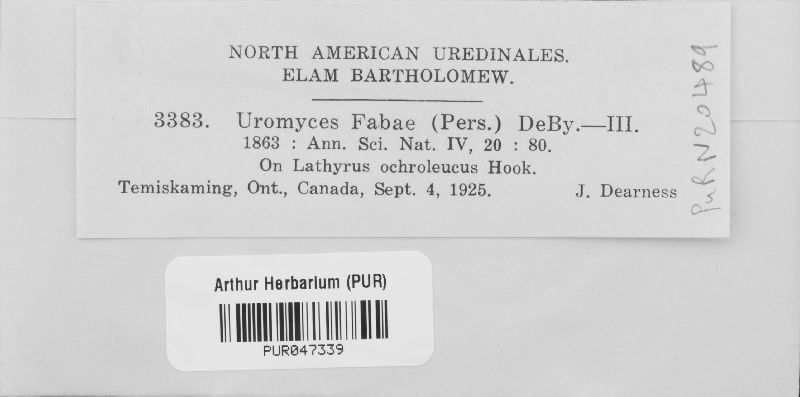 NORTH AMERICAN UREDINALES.
ELAM BARTHOLOMEW.
3383. Uromyces Fabae (Pers.) DeBy.—III.
1863 : Ann. Sci. Nat. IV, 20 : 80.
On Lathyrus ochroleucus Hook.
Temiskaming, Ont., Canada, Sept. 4, 1925. J. Dearness
PUR N20489
Arthur Herbarium (PUR)
PUR047339